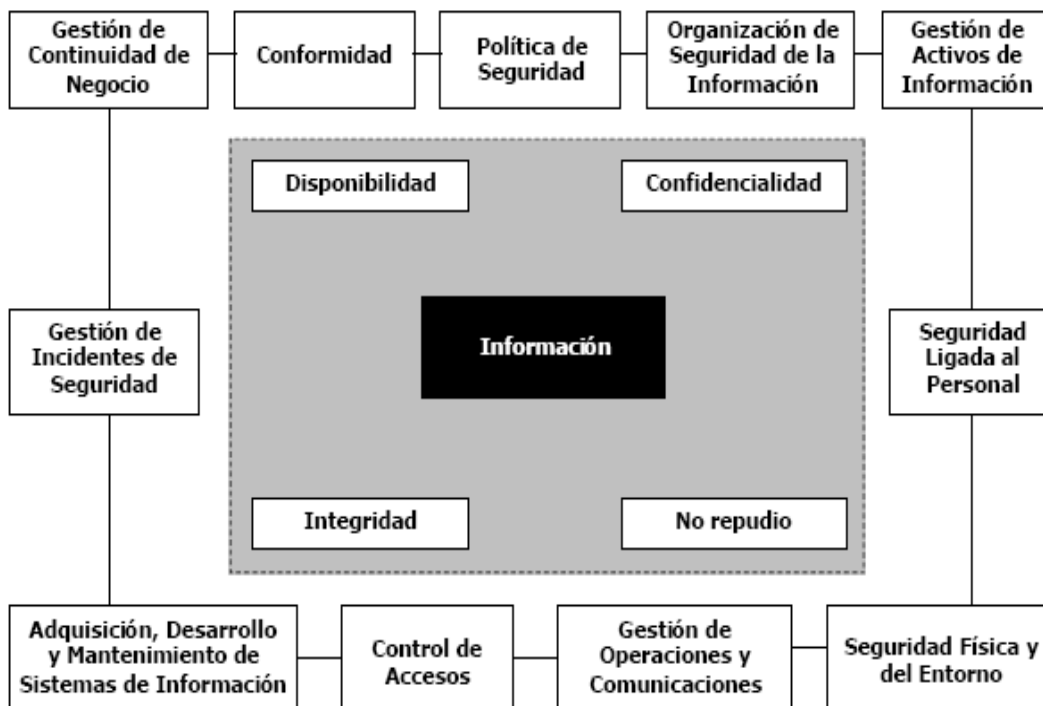 Gestión de
Continuidad de
Negocio
Conformidad
Política de
Seguridad
Organización de
Seguridad de la
Información
Gestión de
Activos de
Información
Disponibilidad
Confidencialidad
Gestión de
Incidentes de
Seguridad
Información
Seguridad
Ligada al
Personal
Integridad
No repudio
Adquisición, Desarrollo
y Mantenimiento de
Sistemas de Información
Control de
Accesos
Gestión de
Operaciones y
Comunicaciones
Seguridad Física y
del Entorno